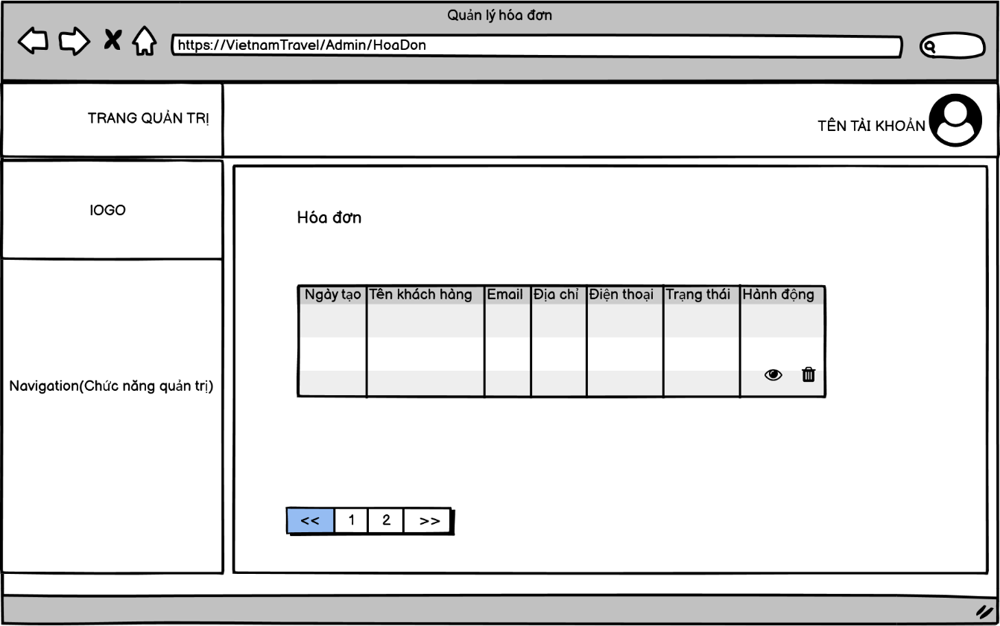 Quản lý hóa đơn
https://VietnamTravel/Admin/HoaDon
TRANG QUẢN TRỊ
TÊN TÀI KHOẢN
lOGO
Hóa đơn
Ngày tạo Tên khách hàng Email Địa chỉ Điện thoại Trạng thái Hành động
Navigation(Chức năng quản trị)
<< 1 2 >>